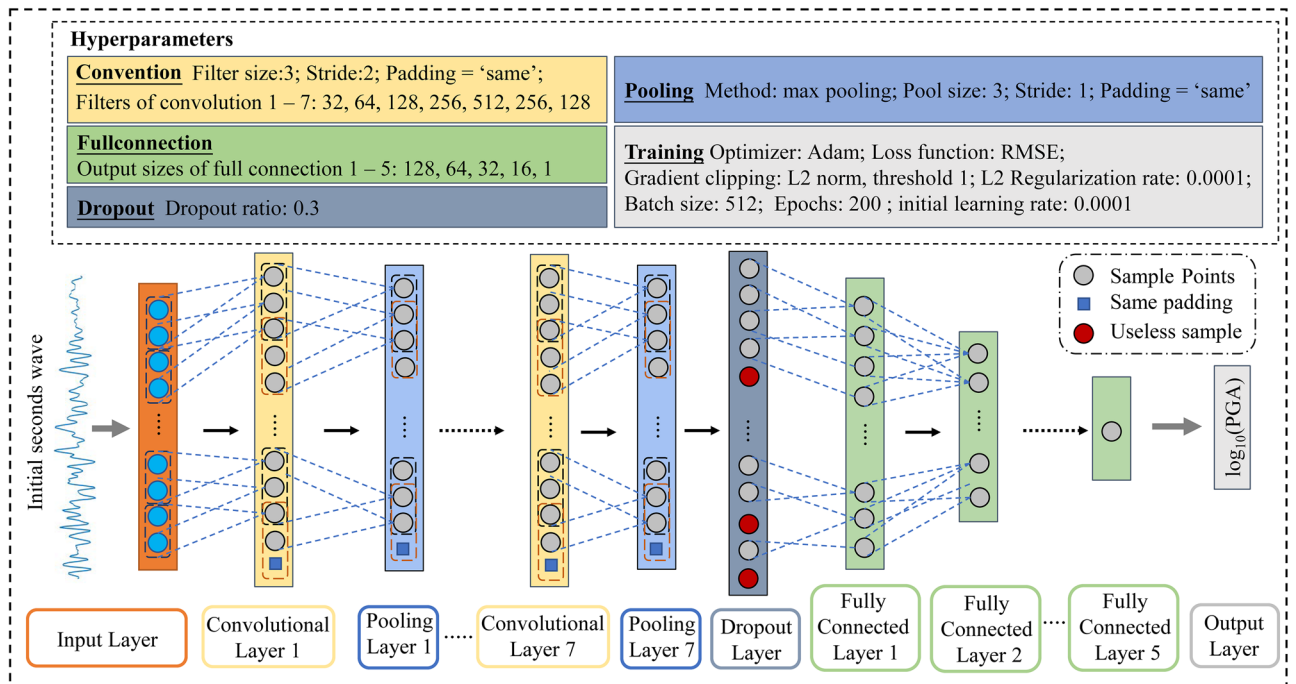 Hyperparameters
Convention Filter size:3; Stride:2; Padding = ‘same’;
Filters of convolution 1 – 7: 32, 64, 128, 256, 512, 256, 128
Fullconnection
Output sizes of full connection 1 – 5: 128, 64, 32, 16, 1
Dropout Dropout ratio: 0.3
Pooling Method: max pooling; Pool size: 3; Stride: 1; Padding = ‘same’
Training Optimizer: Adam; Loss function: RMSE;
Gradient clipping: L2 norm, threshold 1; L2 Regularization rate: 0.0001;
Batch size: 512; Epochs: 200 ; initial learning rate: 0.0001
Sample Points
Same padding
Useless sample
Initial seconds wave
log₁₀(PGA)
Input Layer
Convolutional
Layer 1
Pooling
Layer 1
......
Convolutional
Layer 7
Pooling
Layer 7
Dropout
Layer
Fully
Connected
Layer 1
Fully
Connected
Layer 2
....
Fully
Connected
Layer 5
Output
Layer